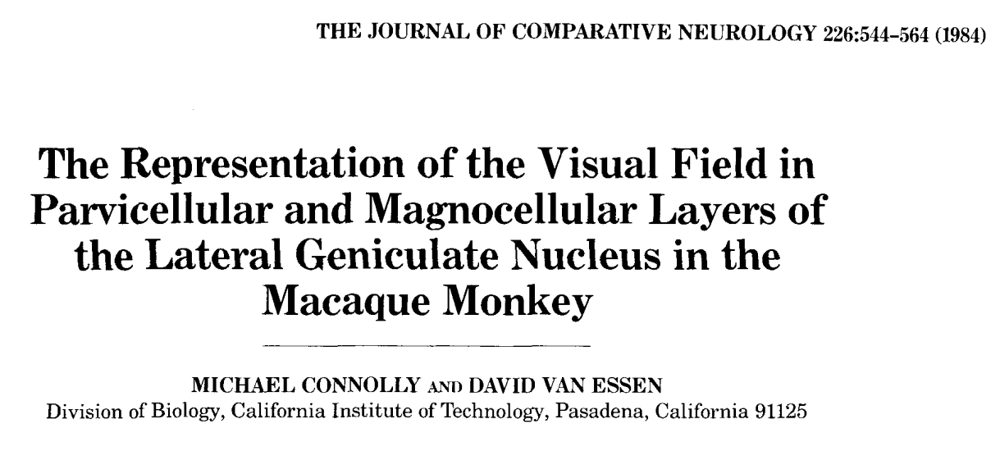 THE JOURNAL OF COMPARATIVE NEUROLOGY 226:544–564 (1984)
The Representation of the Visual Field in
Parvicellular and Magnocellular Layers of
the Lateral Geniculate Nucleus in the
Macaque Monkey
MICHAEL CONNOLLY AND DAVID VAN ESSEN
Division of Biology, California Institute of Technology, Pasadena, California 91125